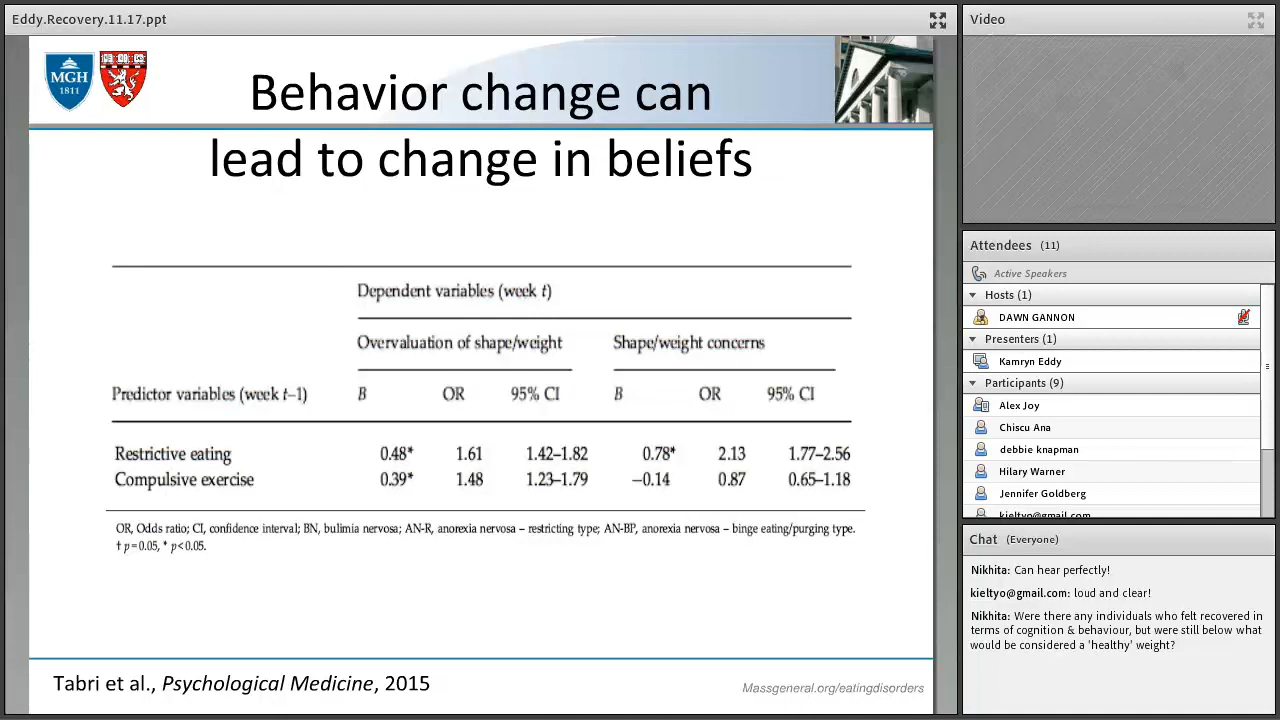 Eddy.Recovery.11.17.ppt
MGH
1811
Behavior change can
lead to change in beliefs
Dependent variables (week t)
Overvaluation of shape/weight Shape/weight concerns
Predictor variables (week t–1) B OR 95% CI B OR 95% CI
Restrictive eating 0.48* 1.61 1.42–1.82 0.78* 2.13 1.77–2.56
Compulsive exercise 0.39* 1.48 1.23–1.79 −0.14 0.87 0.65–1.18
OR, Odds ratio; CI, confidence interval; BN, bulimia nervosa; AN-R, anorexia nervosa – restricting type; AN-BP, anorexia nervosa – binge eating/purging type.
† p = 0.05, * p < 0.05.
Tabri et al., Psychological Medicine, 2015
Massgeneral.org/eatingdisorders
Video
Attendees (11)
Active Speakers
Hosts (1)
DAWN GANNON
Presenters (1)
Kamryn Eddy
Participants (9)
Alex Joy
Chiscu Ana
debbie knapman
Hilary Warner
Jennifer Goldberg
kieltyo@gmail.com
Chat (Everyone)
Nikhita: Can hear perfectly!
kieltyo@gmail.com: loud and clear!
Nikhita: Were there any individuals who felt recovered in
terms of cognition & behaviour, but were still below what
would be considered a 'healthy' weight?